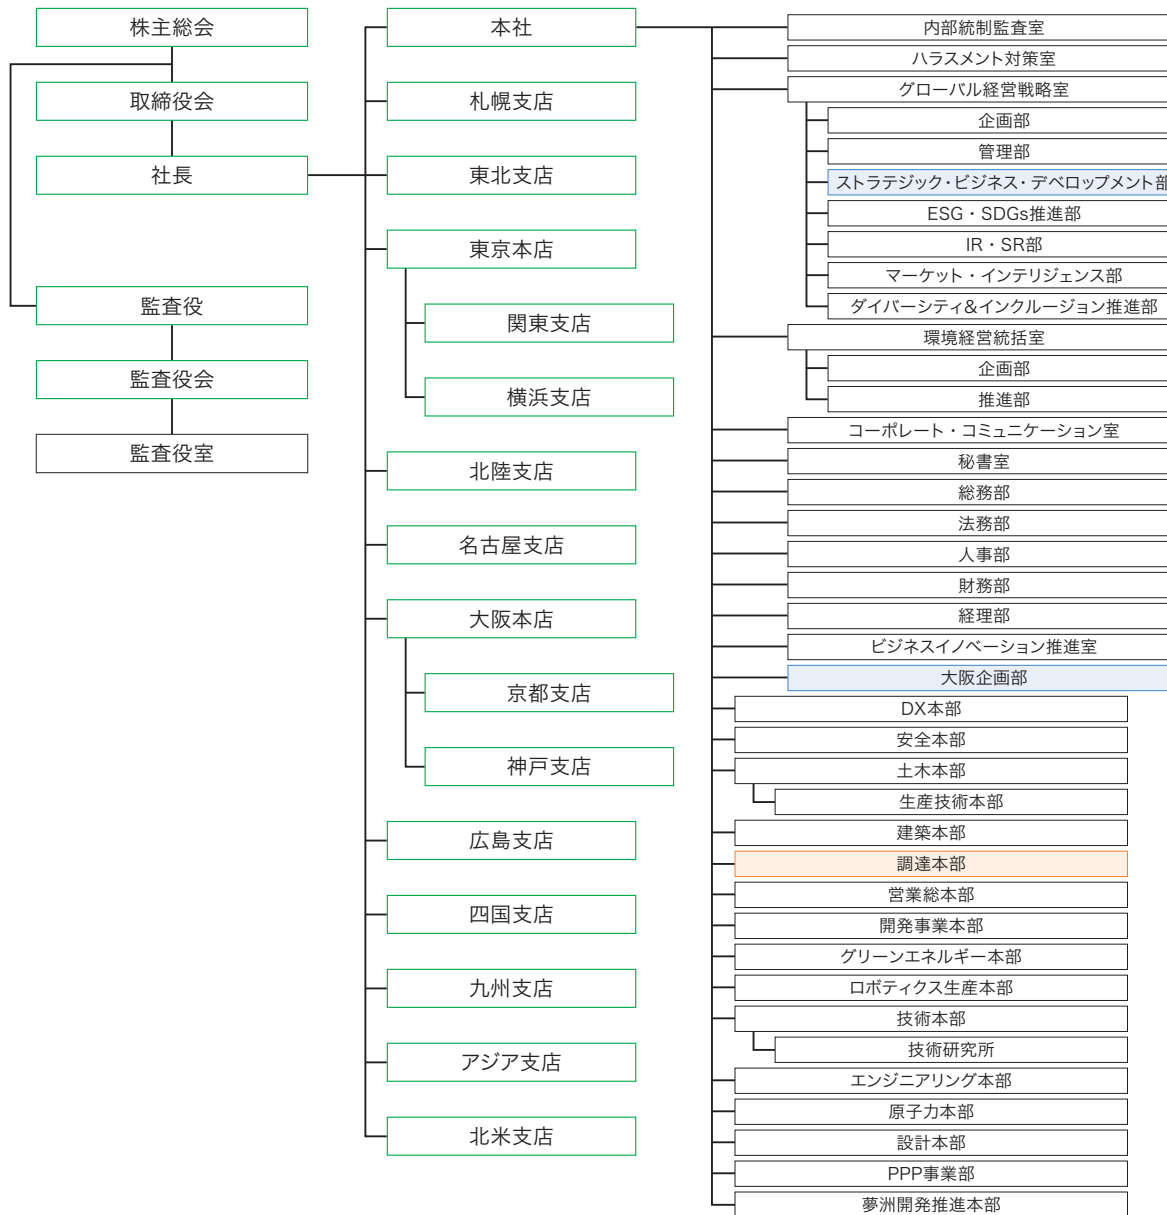 株主総会
取締役会
社長
監査役
監査役会
監査役室
本社
札幌支店
東北支店
東京本店
関東支店
横浜支店
北陸支店
名古屋支店
大阪本店
京都支店
神戸支店
広島支店
四国支店
九州支店
アジア支店
北米支店
内部統制監査室
ハラスメント対策室
グローバル経営戦略室
企画部
管理部
ストラテジック・ビジネス・デベロップメント部
ESG・SDGs推進部
IR・SR部
マーケット・インテリジェンス部
ダイバーシティ&インクルージョン推進部
環境経営統括室
企画部
推進部
コーポレート・コミュニケーション室
秘書室
総務部
法務部
人事部
財務部
経理部
ビジネスイノベーション推進室
大阪企画部
DX本部
安全本部
土木本部
生産技術本部
建築本部
調達本部
営業総本部
開発事業本部
グリーンエネルギー本部
ロボティクス生産本部
技術本部
技術研究所
エンジニアリング本部
原子力本部
設計本部
PPP事業部
夢洲開発推進本部